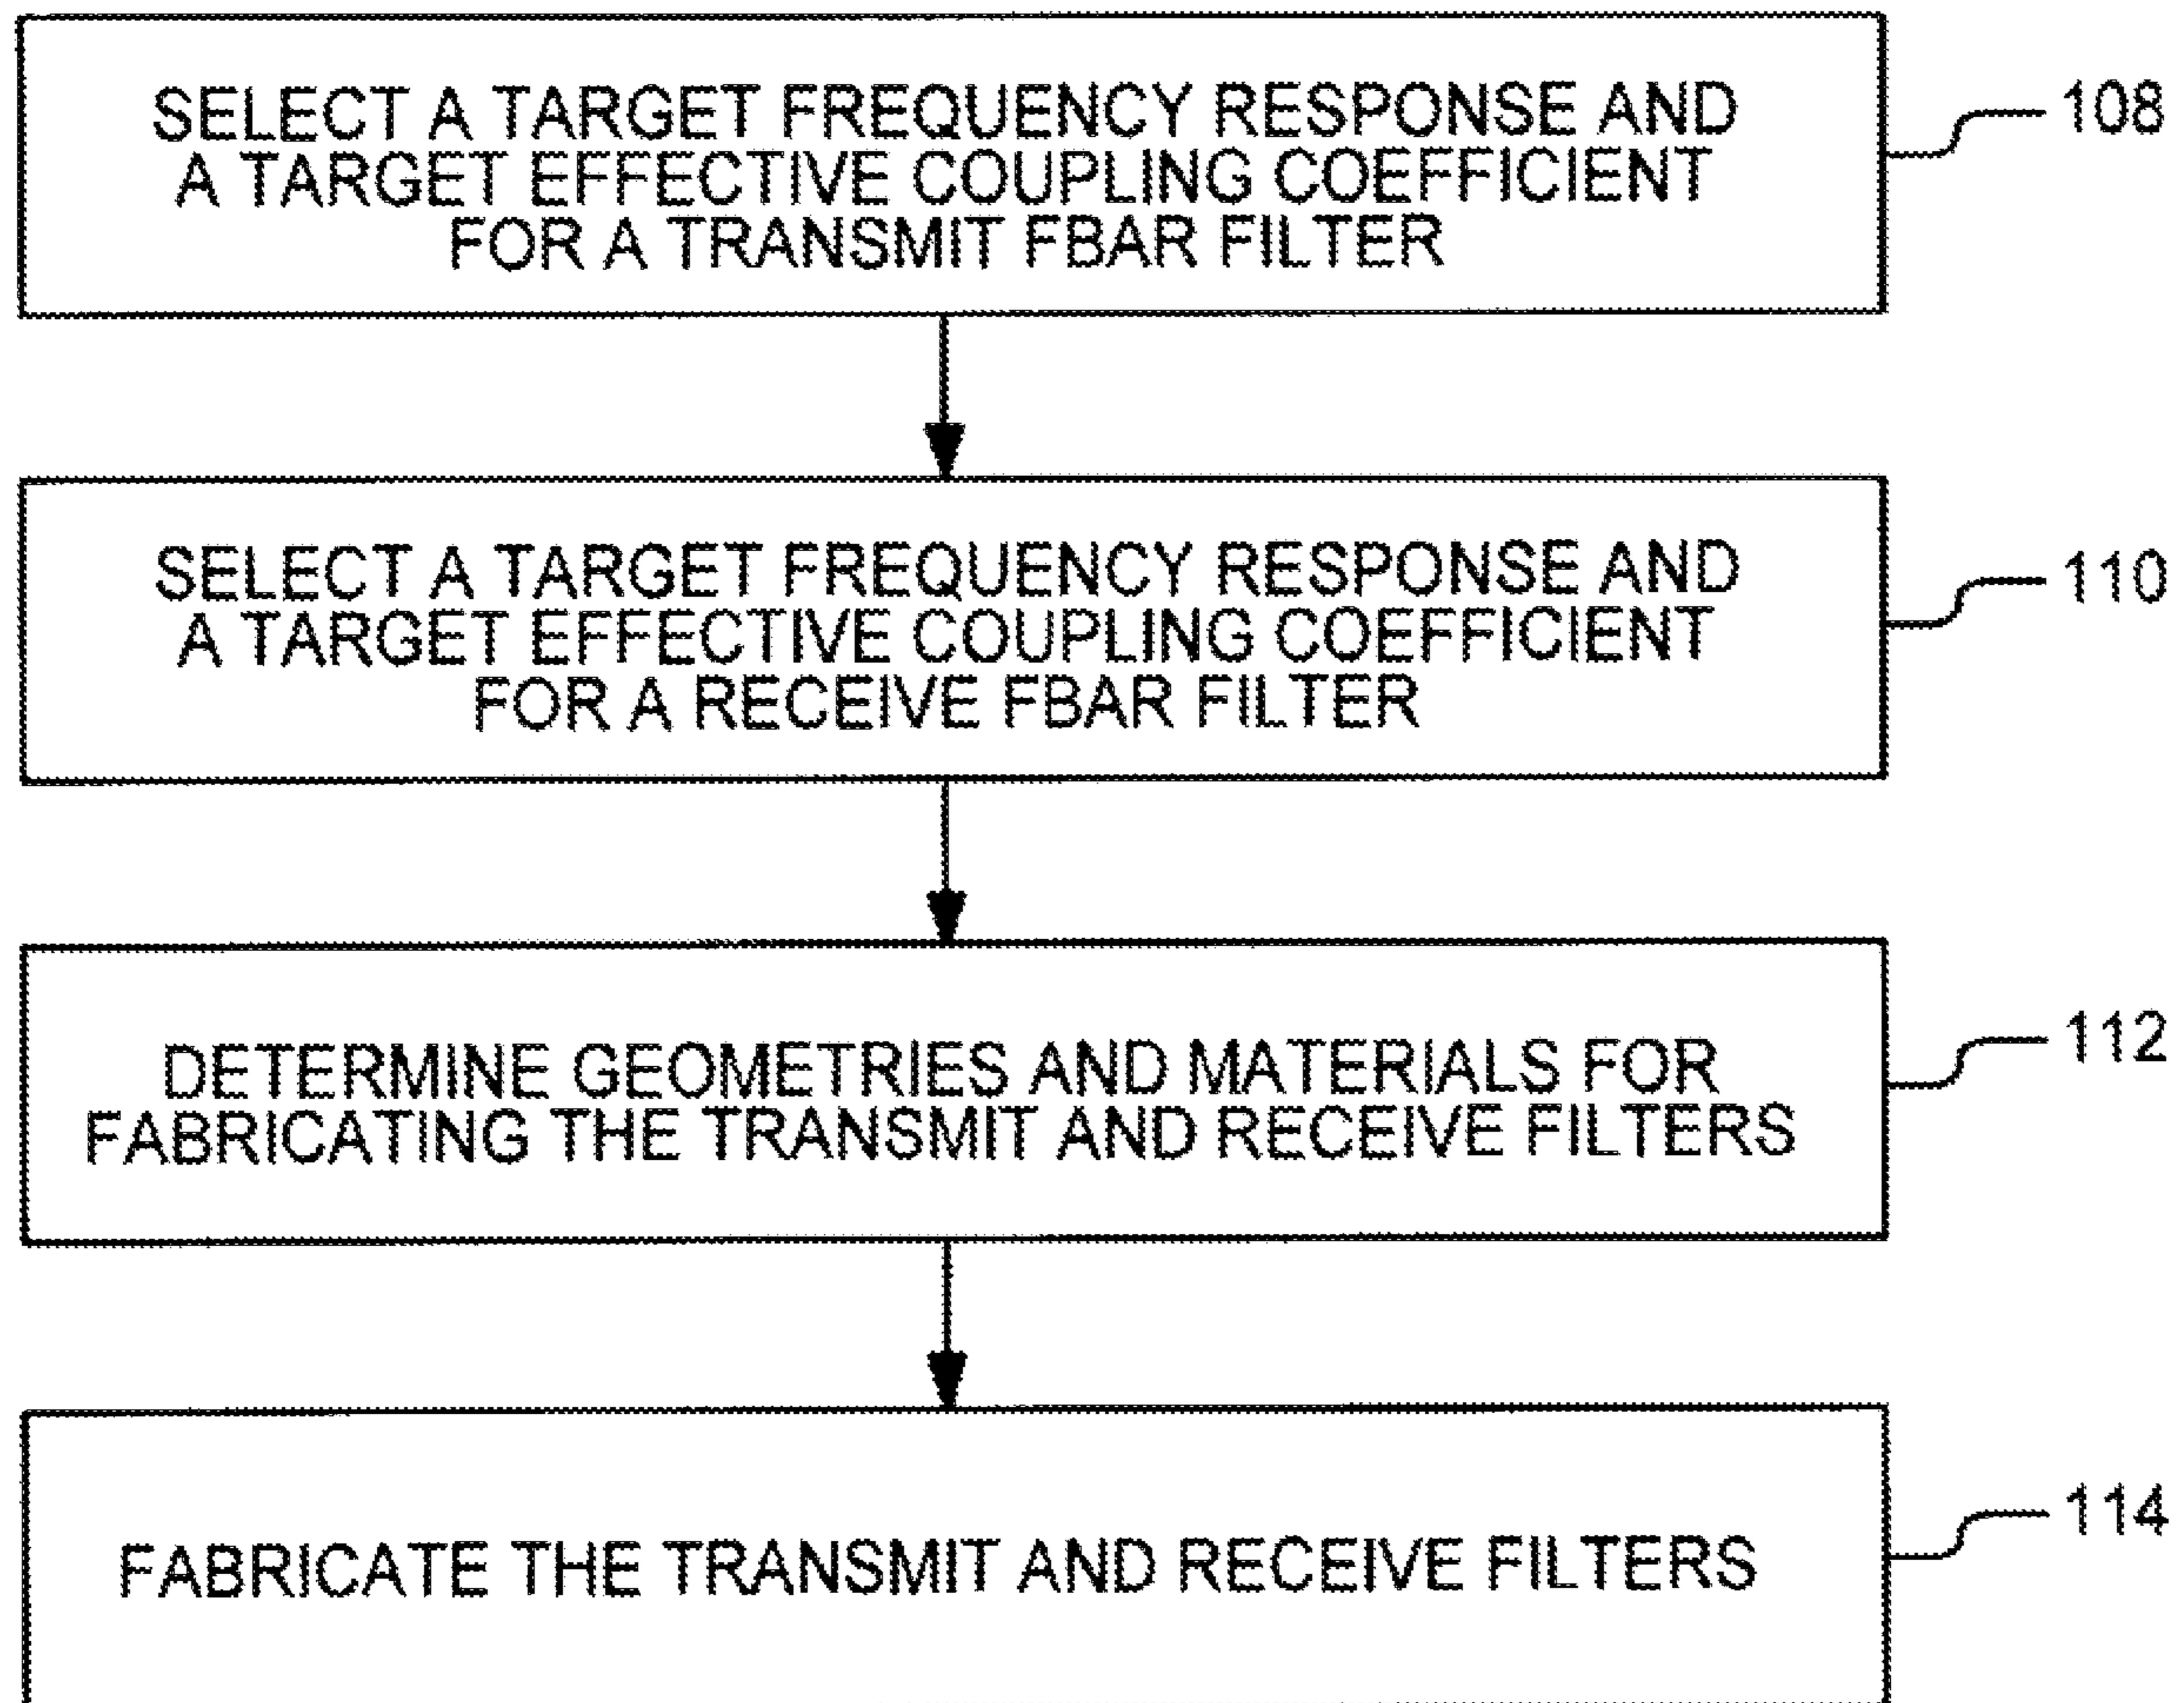 SELECT A TARGET FREQUENCY RESPONSE AND
A TARGET EFFECTIVE COUPLING COEFFICIENT
FOR A TRANSMIT FBAR FILTER
108
SELECT A TARGET FREQUENCY RESPONSE AND
A TARGET EFFECTIVE COUPLING COEFFICIENT
FOR A RECEIVE FBAR FILTER
110
DETERMINE GEOMETRIES AND MATERIALS FOR
FABRICATING THE TRANSMIT AND RECEIVE FILTERS
112
FABRICATE THE TRANSMIT AND RECEIVE FILTERS
114